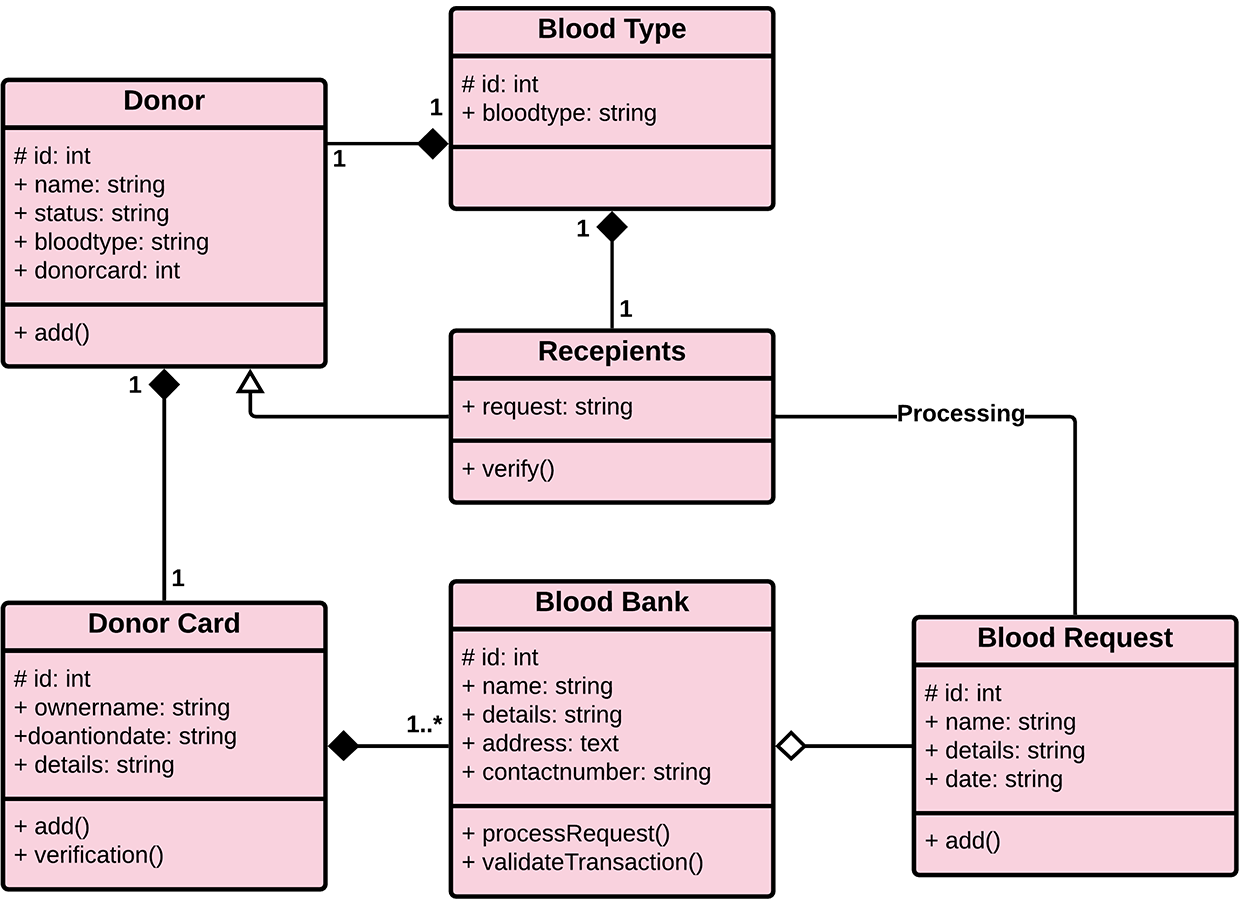 Blood Type
# id: int
+ bloodtype: string
Donor
# id: int
+ name: string
+ status: string
+ bloodtype: string
+ donorcard: int
+ add()
1
1
1
1
Recepients
+ request: string
+ verify()
Processing
1
1
Donor Card
# id: int
+ ownername: string
+doantiondate: string
+ details: string
+ add()
+ verification()
1..*
Blood Bank
# id: int
+ name: string
+ details: string
+ address: text
+ contactnumber: string
+ processRequest()
+ validateTransaction()
Blood Request
# id: int
+ name: string
+ details: string
+ date: string
+ add()